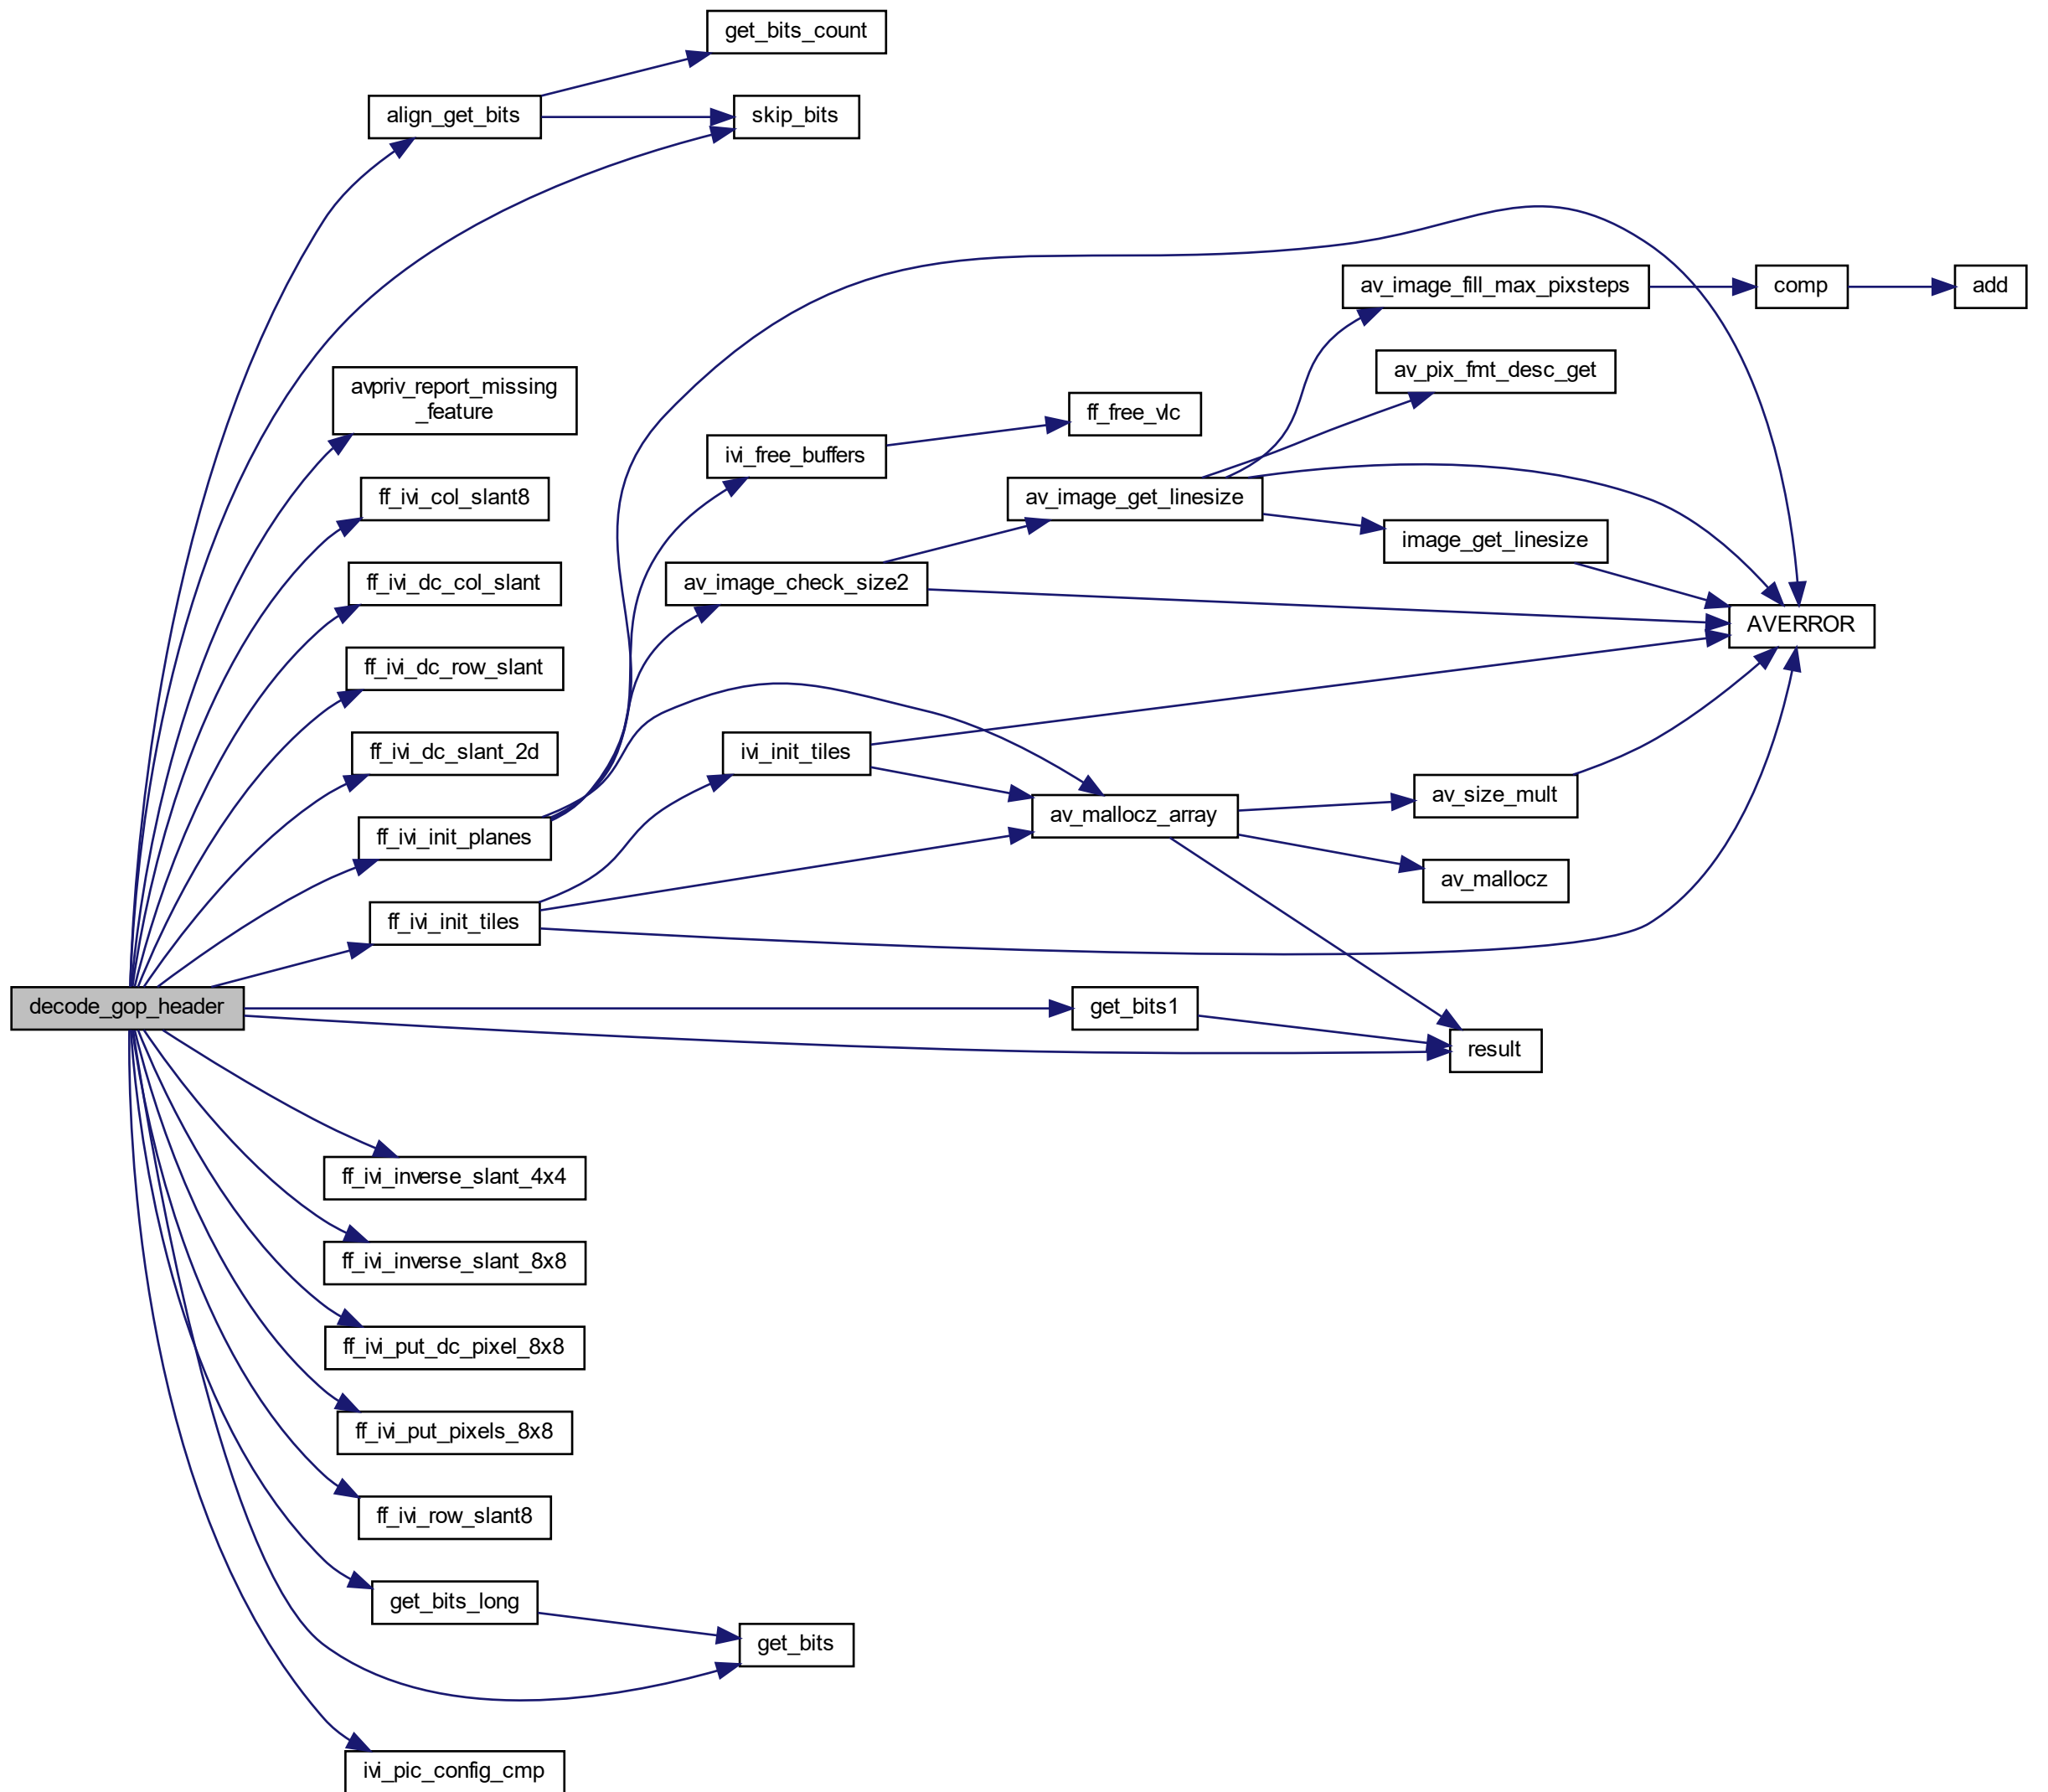 get_bits_count
align_get_bits
skip_bits
av_image_fill_max_pixsteps
comp
add
avpriv_report_missing
_feature
av_pix_fmt_desc_get
ff_free_vlc
ivi_free_buffers
ff_ivi_col_slant8
av_image_get_linesize
image_get_linesize
ff_ivi_dc_col_slant
av_image_check_size2
AVERROR
ff_ivi_dc_row_slant
ff_ivi_dc_slant_2d
ivi_init_tiles
av_size_mult
av_mallocz_array
ff_ivi_init_planes
av_mallocz
ff_ivi_init_tiles
decode_gop_header
get_bits1
result
ff_ivi_inverse_slant_4x4
ff_ivi_inverse_slant_8x8
ff_ivi_put_dc_pixel_8x8
ff_ivi_put_pixels_8x8
ff_ivi_row_slant8
get_bits_long
get_bits
ivi_pic_config_cmp